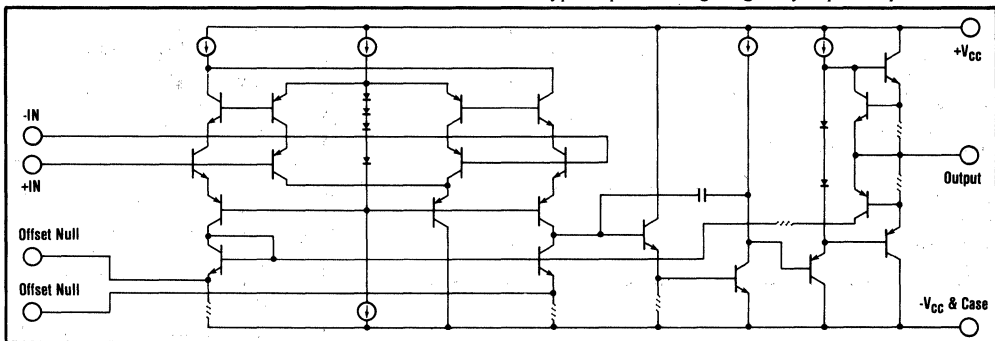 +VCC
-IN
+IN
Output
Offset Null
Offset Null
-VCC & Case